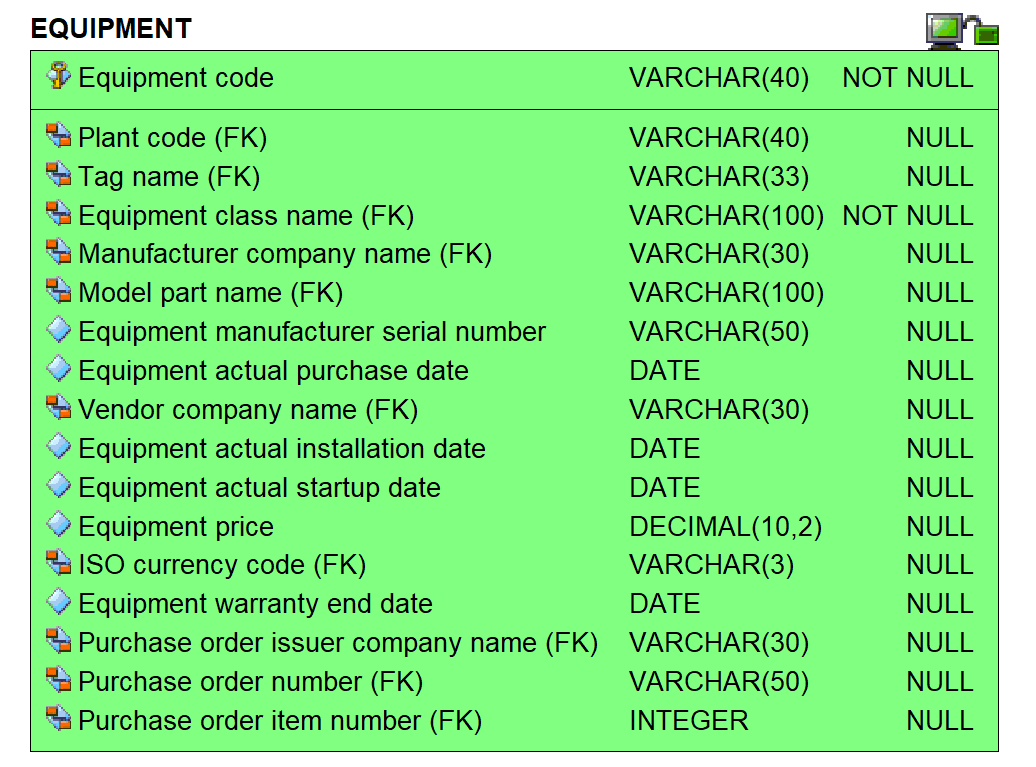 EQUIPMENT
Equipment code VARCHAR(40) NOT NULL
Plant code (FK) VARCHAR(40) NULL
Tag name (FK) VARCHAR(33) NULL
Equipment class name (FK) VARCHAR(100) NOT NULL
Manufacturer company name (FK) VARCHAR(30) NULL
Model part name (FK) VARCHAR(100) NULL
Equipment manufacturer serial number VARCHAR(50) NULL
Equipment actual purchase date DATE NULL
Vendor company name (FK) VARCHAR(30) NULL
Equipment actual installation date DATE NULL
Equipment actual startup date DATE NULL
Equipment price DECIMAL(10,2) NULL
ISO currency code (FK) VARCHAR(3) NULL
Equipment warranty end date DATE NULL
Purchase order issuer company name (FK) VARCHAR(30) NULL
Purchase order number (FK) VARCHAR(50) NULL
Purchase order item number (FK) INTEGER NULL